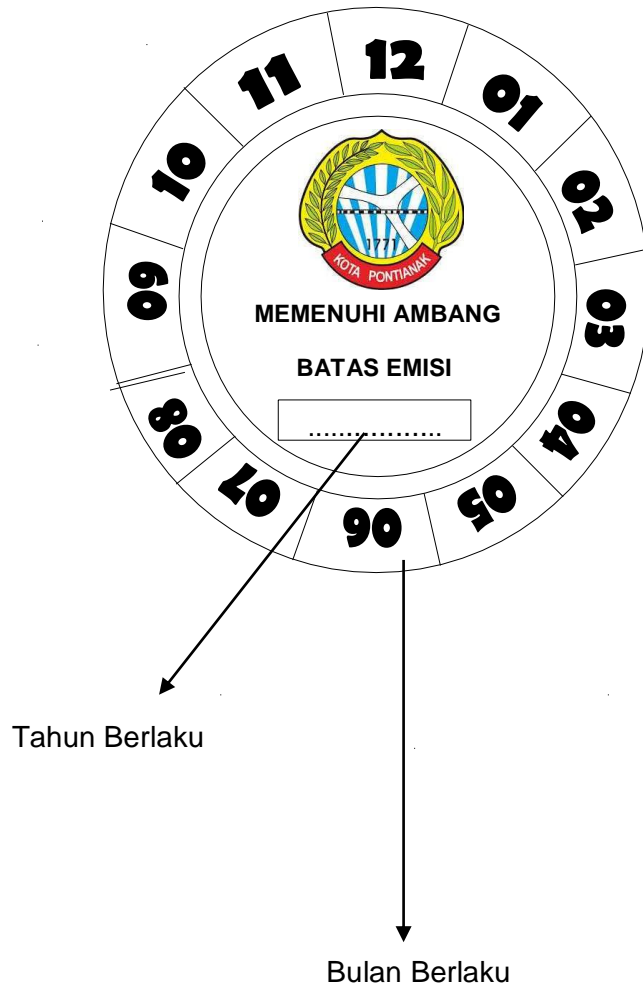 12
01
02
03
04
05
06
07
08
09
10
11
1771
KOTA PONTIANAK
MEMENUHI AMBANG
BATAS EMISI
.................
Tahun Berlaku
Bulan Berlaku